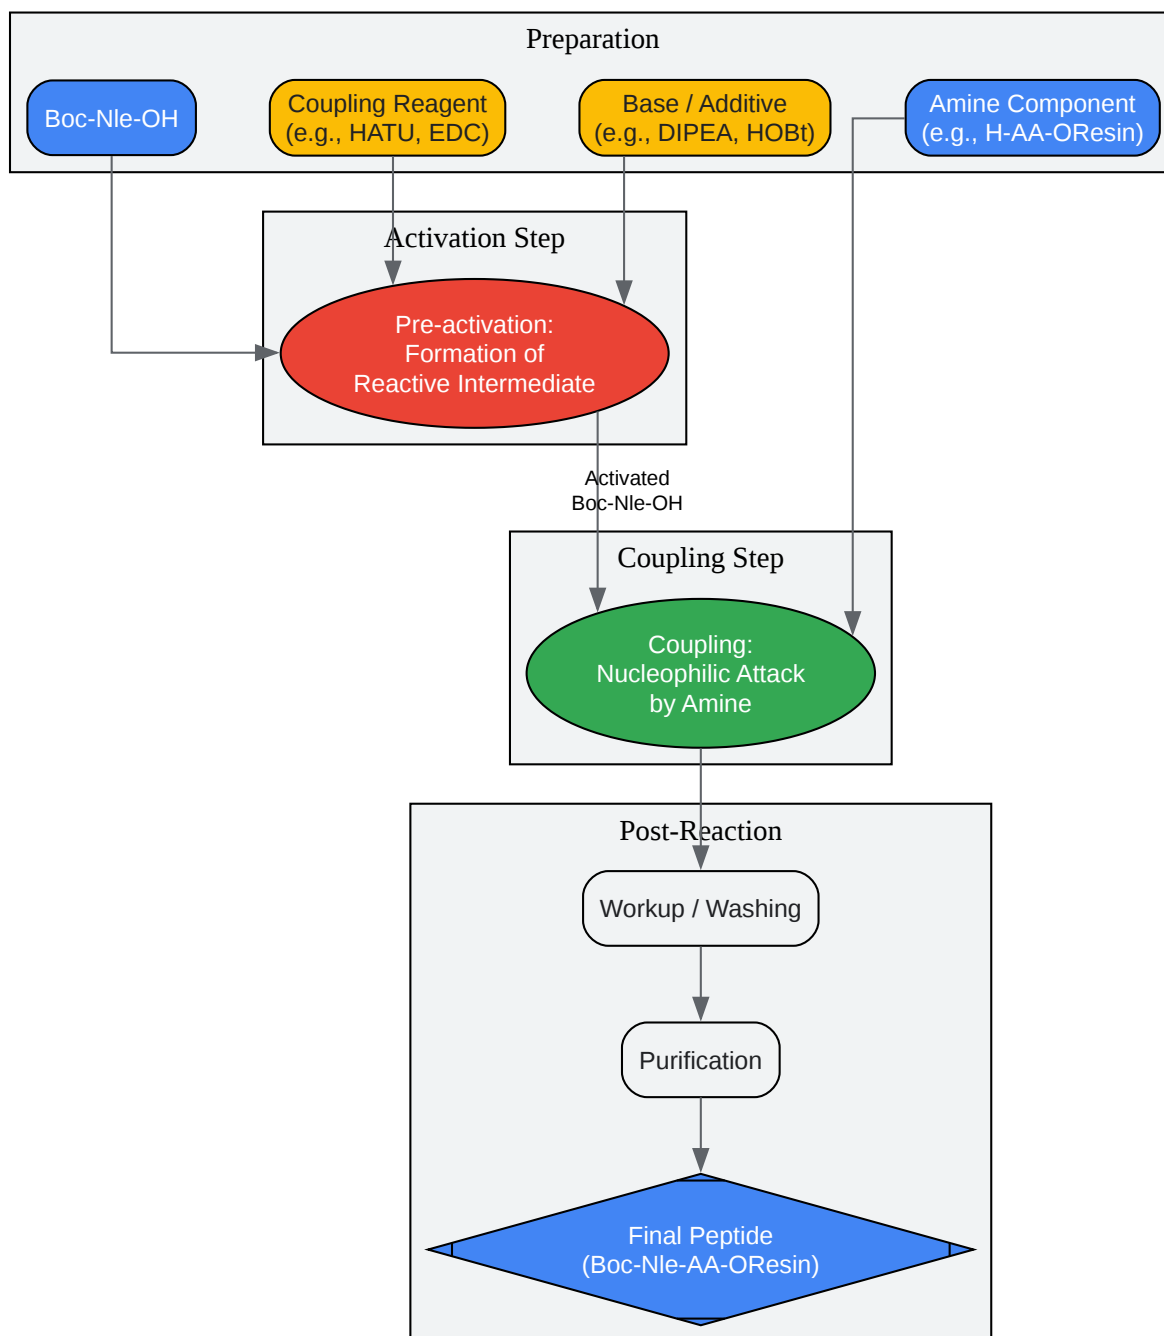 Preparation
Boc-Nle-OH
Coupling Reagent
(e.g., HATU, EDC)
Base / Additive
(e.g., DIPEA, HOBt)
Amine Component
(e.g., H-AA-OResin)
Activation Step
Pre-activation:
Formation of
Reactive Intermediate
Activated
Boc-Nle-OH
Coupling Step
Coupling:
Nucleophilic Attack
by Amine
Post-Reaction
Workup / Washing
Purification
Final Peptide
(Boc-Nle-AA-OResin)